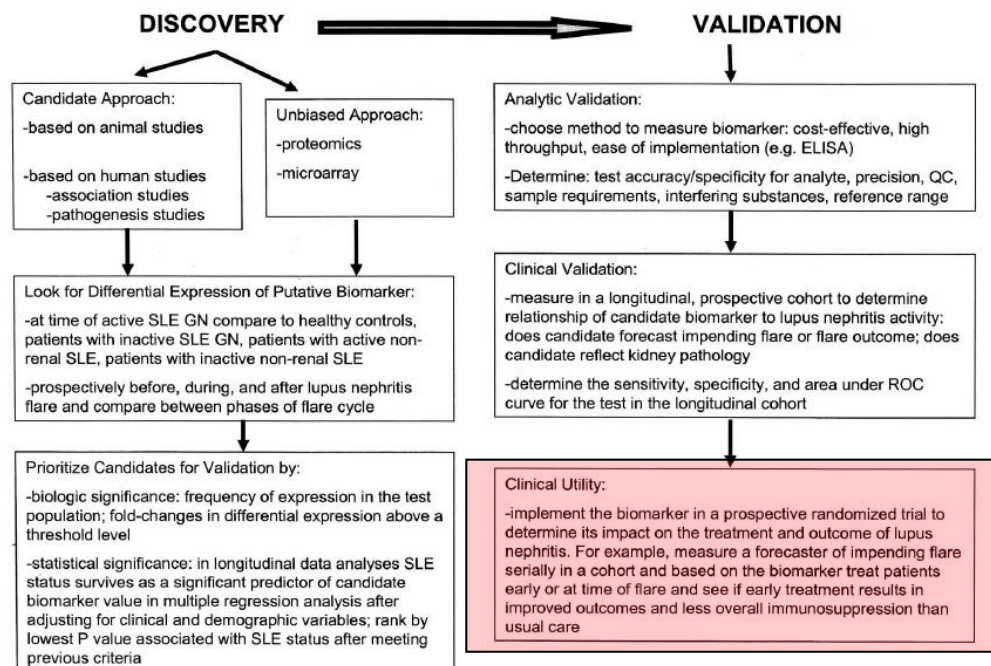 DISCOVERY
VALIDATION
Candidate Approach:
-based on animal studies
-based on human studies
-association studies
-pathogenesis studies
Unbiased Approach:
-proteomics
-microarray
Look for Differential Expression of Putative Biomarker:
-at time of active SLE GN compare to healthy controls,
patients with inactive SLE GN, patients with active non-
renal SLE, patients with inactive non-renal SLE
-prospectively before, during, and after lupus nephritis
flare and compare between phases of flare cycle
Prioritize Candidates for Validation by:
-biologic significance: frequency of expression in the test
population; fold-changes in differential expression above a
threshold level
-statistical significance: in longitudinal data analyses SLE
status survives as a significant predictor of candidate
biomarker value in multiple regression analysis after
adjusting for clinical and demographic variables; rank by
lowest P value associated with SLE status after meeting
previous criteria
Analytic Validation:
-choose method to measure biomarker: cost-effective, high
throughput, ease of implementation (e.g. ELISA)
-Determine: test accuracy/specificity for analyte, precision, QC,
sample requirements, interfering substances, reference range
Clinical Validation:
-measure in a longitudinal, prospective cohort to determine
relationship of candidate biomarker to lupus nephritis activity:
does candidate forecast impending flare or flare outcome; does
candidate reflect kidney pathology
-determine the sensitivity, specificity, and area under ROC
curve for the test in the longitudinal cohort
Clinical Utility:
-implement the biomarker in a prospective randomized trial to
determine its impact on the treatment and outcome of lupus
nephritis. For example, measure a forecaster of impending flare
serially in a cohort and based on the biomarker treat patients
early or at time of flare and see if early treatment results in
improved outcomes and less overall immunosuppression than
usual care